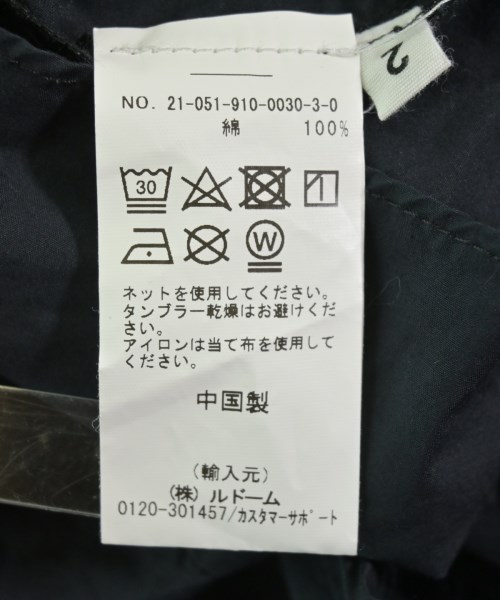 2
NO. 21-051-910-0030-3-0
綿 100%
30
W
ネットを使用してください。
タンブラー乾燥はお避けくだ
さい。
アイロンは当て布を使用して
ください。
中国製
(輸入元)
(株) ルドーム
0120-301457/カスタマーサポート